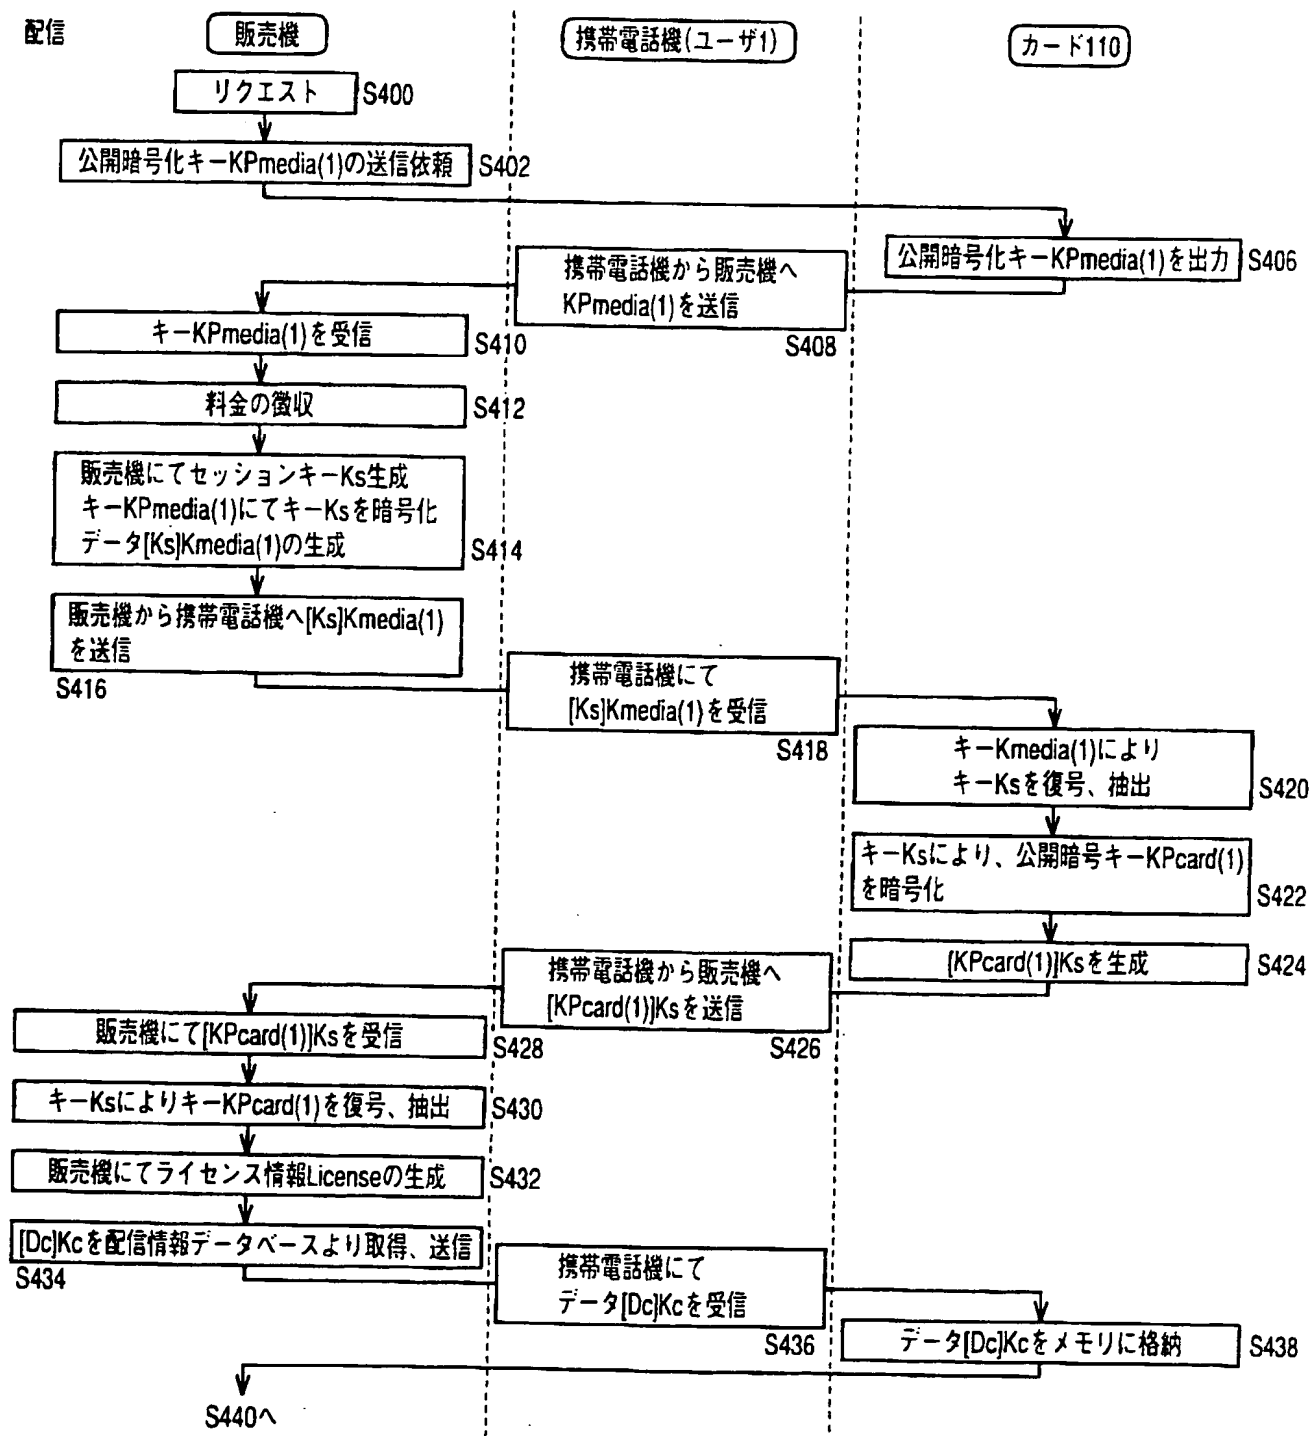 配信
販売機
携帯電話機(ユーザ1)
カード110
リクエスト
S400
公開暗号化キーKPmedia(1)の送信依頼
S402
公開暗号化キーKPmedia(1)を出力
S406
携帯電話機から販売機へ
KPmedia(1)を送信
S408
キーKPmedia(1)を受信
S410
料金の徴収
S412
販売機にてセッションキーKs生成
キーKPmedia(1)にてキーKsを暗号化
データ[Ks]Kmedia(1)の生成
S414
販売機から携帯電話機へ[Ks]Kmedia(1)
を送信
S416
携帯電話機にて
[Ks]Kmedia(1)を受信
S418
キーKmedia(1)により
キーKsを復号、抽出
S420
キーKsにより、公開暗号キーKPcard(1)
を暗号化
S422
[KPcard(1)]Ksを生成
S424
携帯電話機から販売機へ
[KPcard(1)]Ksを送信
S426
販売機にて[KPcard(1)]Ksを受信
S428
キーKsによりキーKPcard(1)を復号、抽出
S430
販売機にてライセンス情報Licenseの生成
S432
[Dc]Kcを配信情報データベースより取得、送信
S434
携帯電話機にて
データ[Dc]Kcを受信
S436
データ[Dc]Kcをメモリに格納
S438
S440へ